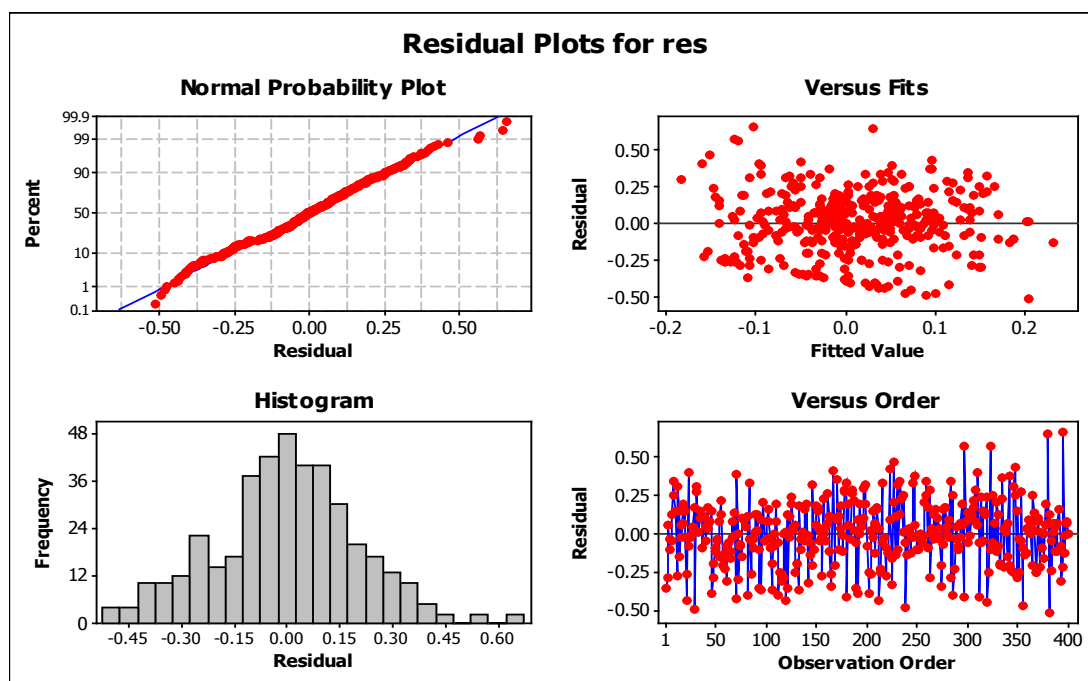 Residual Plots for res
Normal Probability Plot
Percent
99.9
99
90
50
10
1
0.1
-0.50 -0.25 0.00 0.25 0.50
Residual
Versus Fits
Residual
0.50
0.25
0.00
-0.25
-0.50
-0.2 -0.1 0.0 0.1 0.2
Fitted Value
Histogram
Frequency
48
36
24
12
0
-0.45 -0.30 -0.15 0.00 0.15 0.30 0.45 0.60
Residual
Versus Order
Residual
0.50
0.25
0.00
-0.25
-0.50
1 50 100 150 200 250 300 350 400
Observation Order